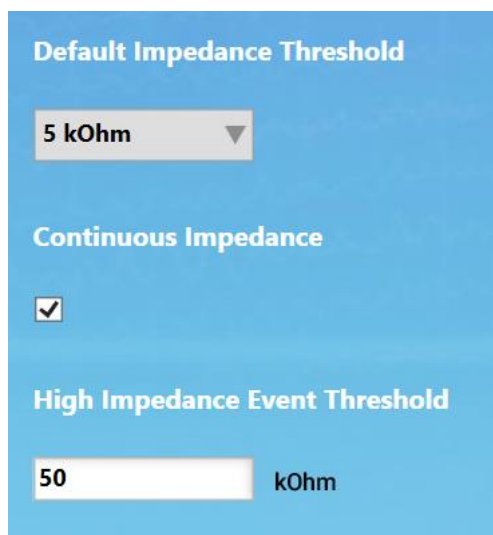 Default Impedance Threshold
5 kOhm
Continuous Impedance
High Impedance Event Threshold
50 kOhm